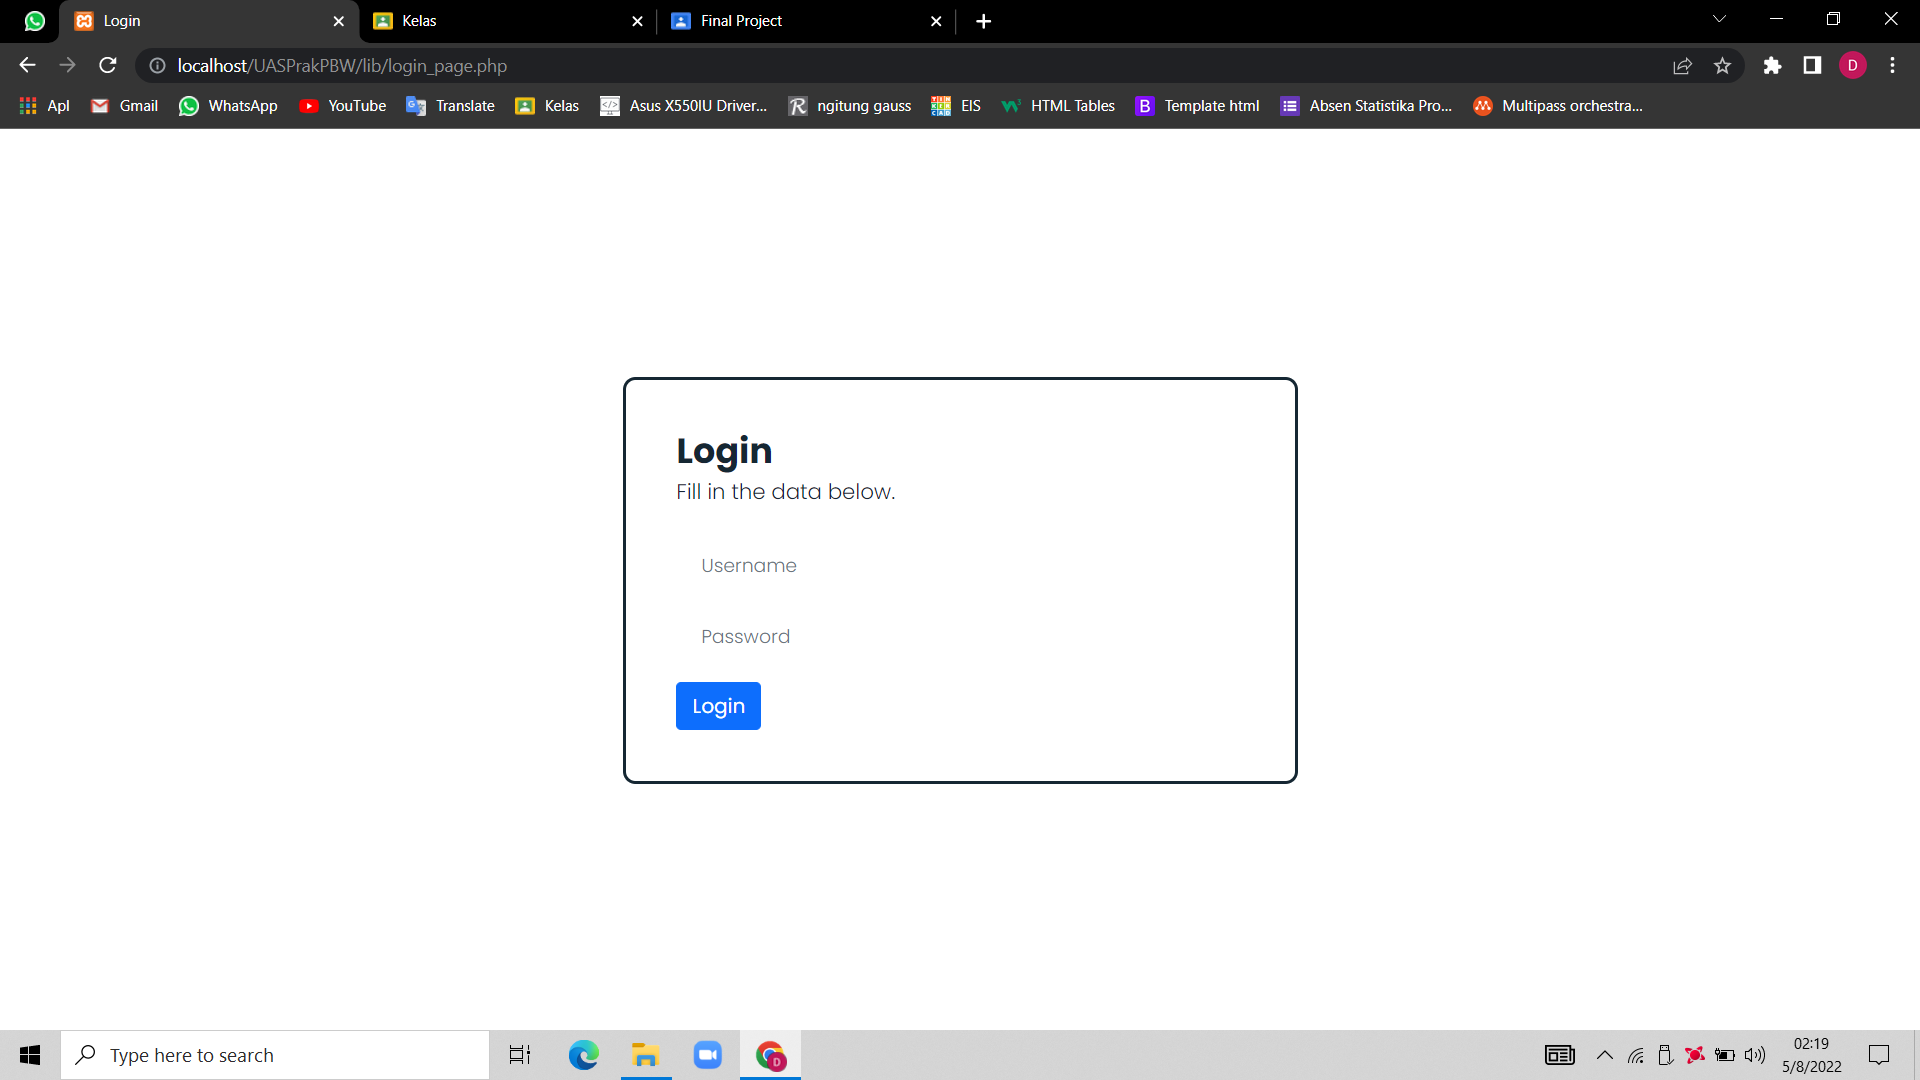 Login
Kelas
Final Project
localhost/UASPrakPBW/lib/login_page.php
D
Apl
Gmail
WhatsApp
YouTube
Translate
Kelas
Asus X550IU Driver...
ngitung gauss
EIS
HTML Tables
B
Template html
Absen Statistika Pro...
Multipass orchestra...
Login
Fill in the data below.
Username
Password
Login
Type here to search
D
02:19
5/8/2022